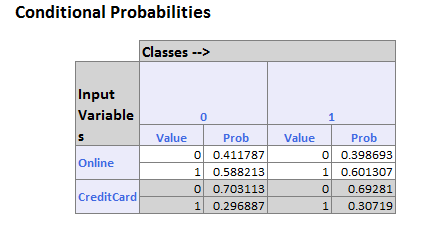 Conditional Probabilities
Classes -->
Input
Variable
s
0 1
Value Prob Value Prob
Online 0 0.411787 0 0.398693
1 0.588213 1 0.601307
CreditCard 0 0.703113 0 0.69281
1 0.296887 1 0.30719